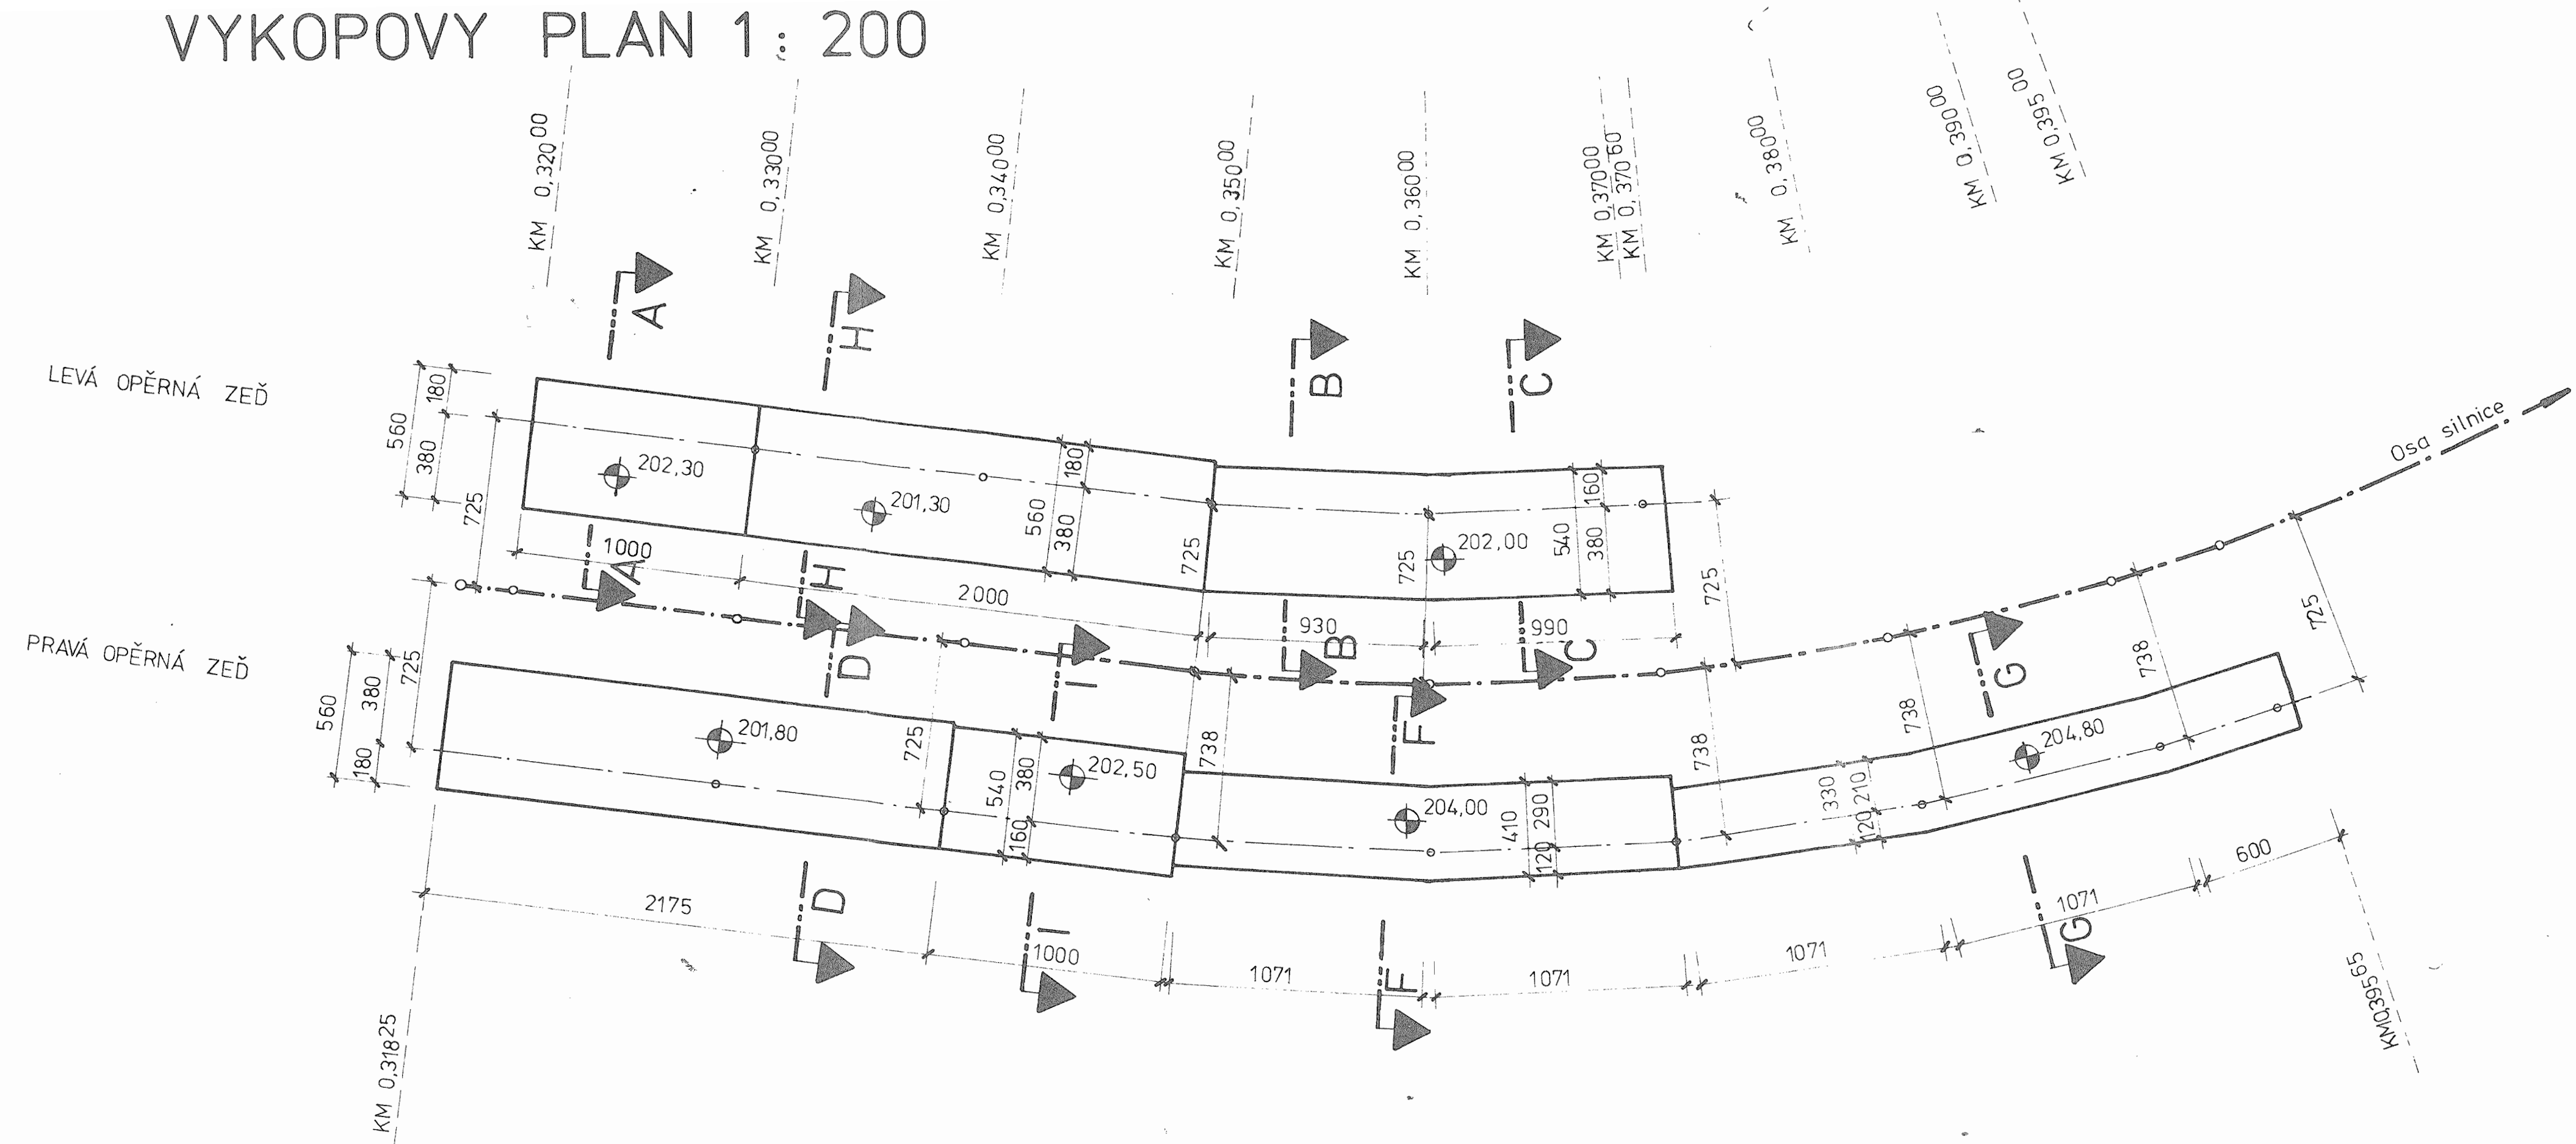 VYKOPOVY PLAN 1 : 200
KM 0,320 00
KM 0,330 00
KM 0,340 00
KM 0,350 00
KM 0,360 00
KM 0,370 00
KM 0,370 60
KM 0,380 00
KM 0,390 00
KM 0,395 00
A
H
B
C
LEVÁ OPĚRNÁ ZEĎ
560
180
380
725
202,30
201,30
180
560
380
725
725
202,00
540
160
380
725
Osa silnice
1000
2000
930
990
A
H
D
I
B
C
F
G
PRAVÁ OPĚRNÁ ZEĎ
560
380
180
725
201,80
725
540
380
160
202,50
738
204,00
410
290
120
738
330
210
120
738
204,80
738
725
2175
1000
1071
1071
1071
1071
600
D
I
F
G
KM 0,318 25
KM 0,395 65